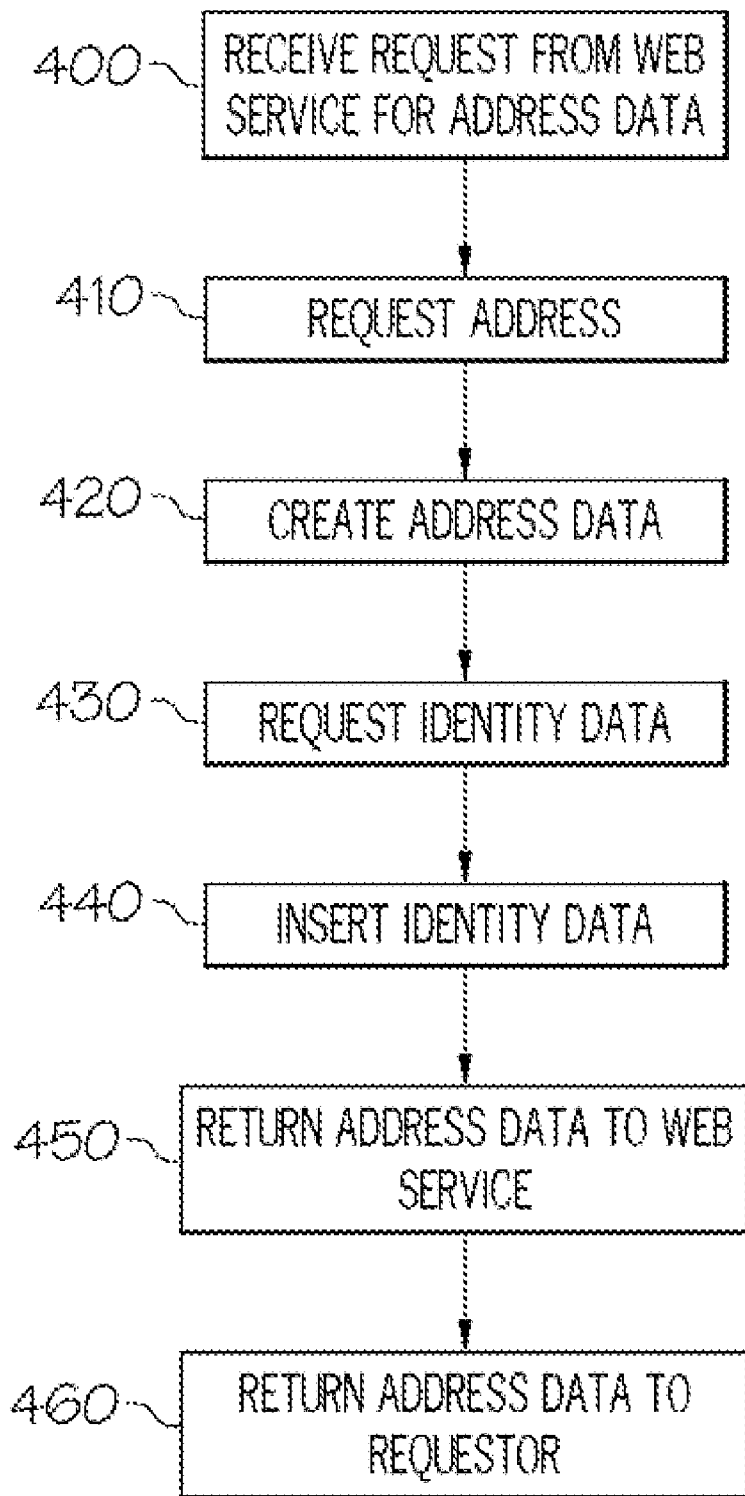 400
RECEIVE REQUEST FROM WEB
SERVICE FOR ADDRESS DATA
410
REQUEST ADDRESS
420
CREATE ADDRESS DATA
430
REQUEST IDENTITY DATA
440
INSERT IDENTITY DATA
450
RETURN ADDRESS DATA TO WEB
SERVICE
460
RETURN ADDRESS DATA TO
REQUESTOR